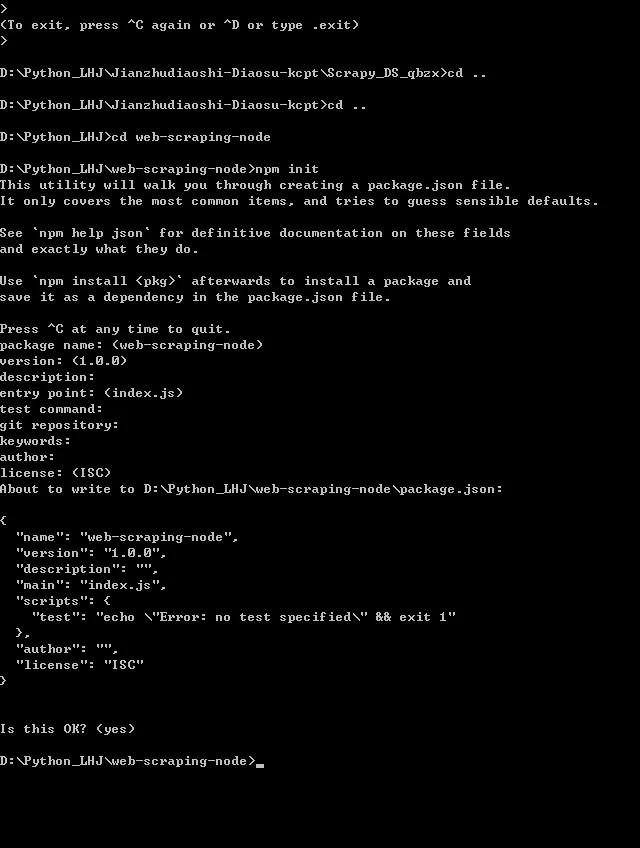 >
(To exit, press ^C again or ^D or type .exit)
>
D:\Python_LHJ\Jianzhudiaoshi-Diaosu-kcpt\Scrapy_DS_qbzx>cd ..
D:\Python_LHJ\Jianzhudiaoshi-Diaosu-kcpt>cd ..
D:\Python_LHJ>cd web-scraping-node
D:\Python_LHJ\web-scraping-node>npm init
This utility will walk you through creating a package.json file.
It only covers the most common items, and tries to guess sensible defaults.
See `npm help json` for definitive documentation on these fields
and exactly what they do.
Use `npm install <pkg>` afterwards to install a package and
save it as a dependency in the package.json file.
Press ^C at any time to quit.
package name: (web-scraping-node)
version: (1.0.0)
description:
entry point: (index.js)
test command:
git repository:
keywords:
author:
license: (ISC)
About to write to D:\Python_LHJ\web-scraping-node\package.json:
{
  "name": "web-scraping-node",
  "version": "1.0.0",
  "description": "",
  "main": "index.js",
  "scripts": {
    "test": "echo \"Error: no test specified\" && exit 1"
  },
  "author": "",
  "license": "ISC"
}
Is this OK? (yes)
D:\Python_LHJ\web-scraping-node>_